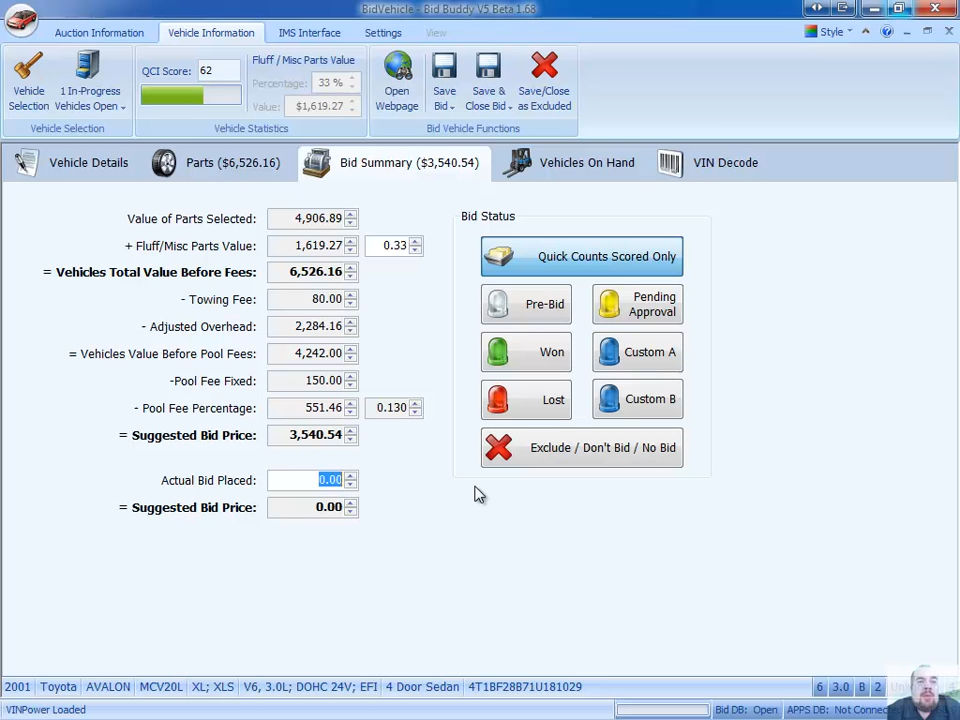 BidVehicle - Bid Buddy V5 Beta 1.63
Auction Information
Vehicle Information
IMS Interface
Settings
View
Style
Vehicle
Selection
1 In-Progress
Vehicles Open
Vehicle Selection
QCI Score: 62
Fluff / Misc Parts Value
Percentage: 33 %
Value: $1,619.27
Vehicle Statistics
Open
Webpage
Save
Bid
Save &
Close Bid
Save/Close
as Excluded
Bid Vehicle Functions
Vehicle Details
Parts ($6,526.16)
Bid Summary ($3,540.54)
Vehicles On Hand
VIN Decode
Value of Parts Selected: 4,906.89
+ Fluff/Misc Parts Value: 1,619.27 0.33
= Vehicles Total Value Before Fees: 6,526.16
- Towing Fee: 80.00
- Adjusted Overhead: 2,284.16
= Vehicles Value Before Pool Fees: 4,242.00
-Pool Fee Fixed: 150.00
- Pool Fee Percentage: 551.46 0.130
= Suggested Bid Price: 3,540.54
Actual Bid Placed: 0.00
= Suggested Bid Price: 0.00
Bid Status
Quick Counts Scored Only
Pre-Bid
Pending
Approval
Won
Custom A
Lost
Custom B
Exclude / Don't Bid / No Bid
2001 Toyota AVALON MCV20L XL; XLS V6, 3.0L; DOHC 24V; EFI 4 Door Sedan 4T1BF28B71U181029 6 3.0 B 2
VINPower Loaded
Bid DB: Open
APPS DB: Not